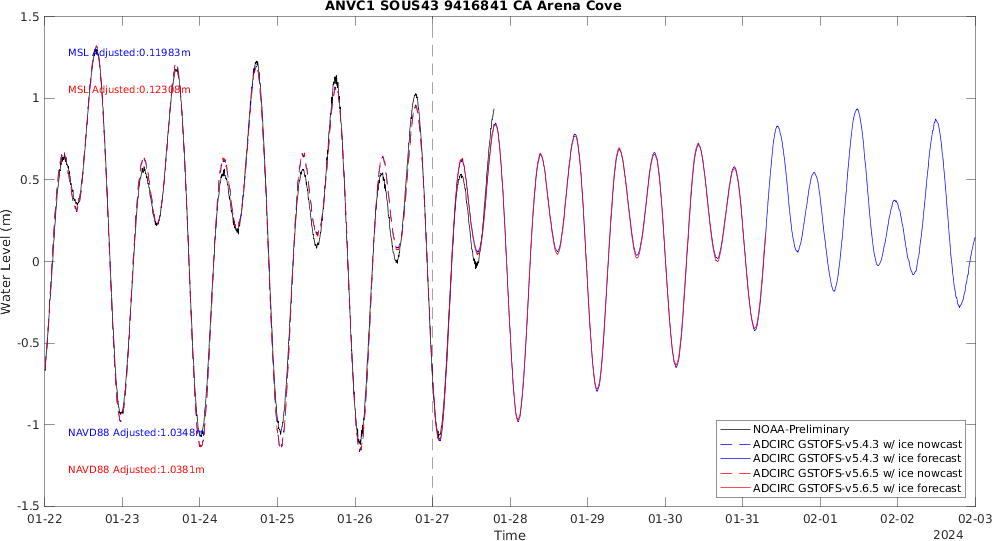 ANVC1 SOUS43 9416841 CA Arena Cove
1.5
1
0.5
0
-0.5
-1
-1.5
Water Level (m)
MSL Adjusted:0.11983m
MSL Adjusted:0.12308m
NAVD88 Adjusted:1.0348m
NAVD88 Adjusted:1.0381m
NOAA-Preliminary
ADCIRC GSTOFS-v5.4.3 w/ ice nowcast
ADCIRC GSTOFS-v5.4.3 w/ ice forecast
ADCIRC GSTOFS-v5.6.5 w/ ice nowcast
ADCIRC GSTOFS-v5.6.5 w/ ice forecast
01-22 01-23 01-24 01-25 01-26 01-27 01-28 01-29 01-30 01-31 02-01 02-02 02-03
Time
2024